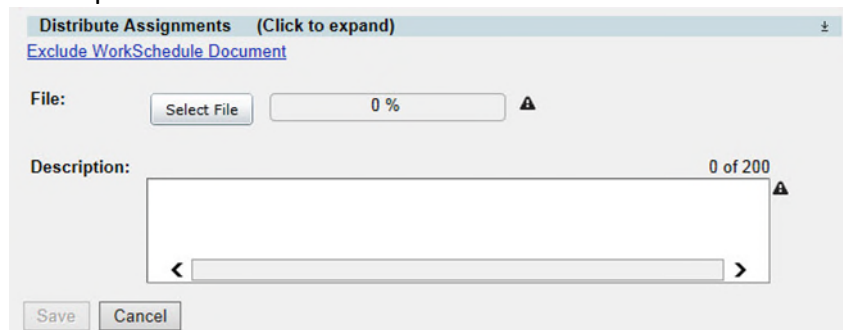 Distribute Assignments (Click to expand)
Exclude WorkSchedule Document
File: Select File 0 %
Description: 0 of 200
Save Cancel